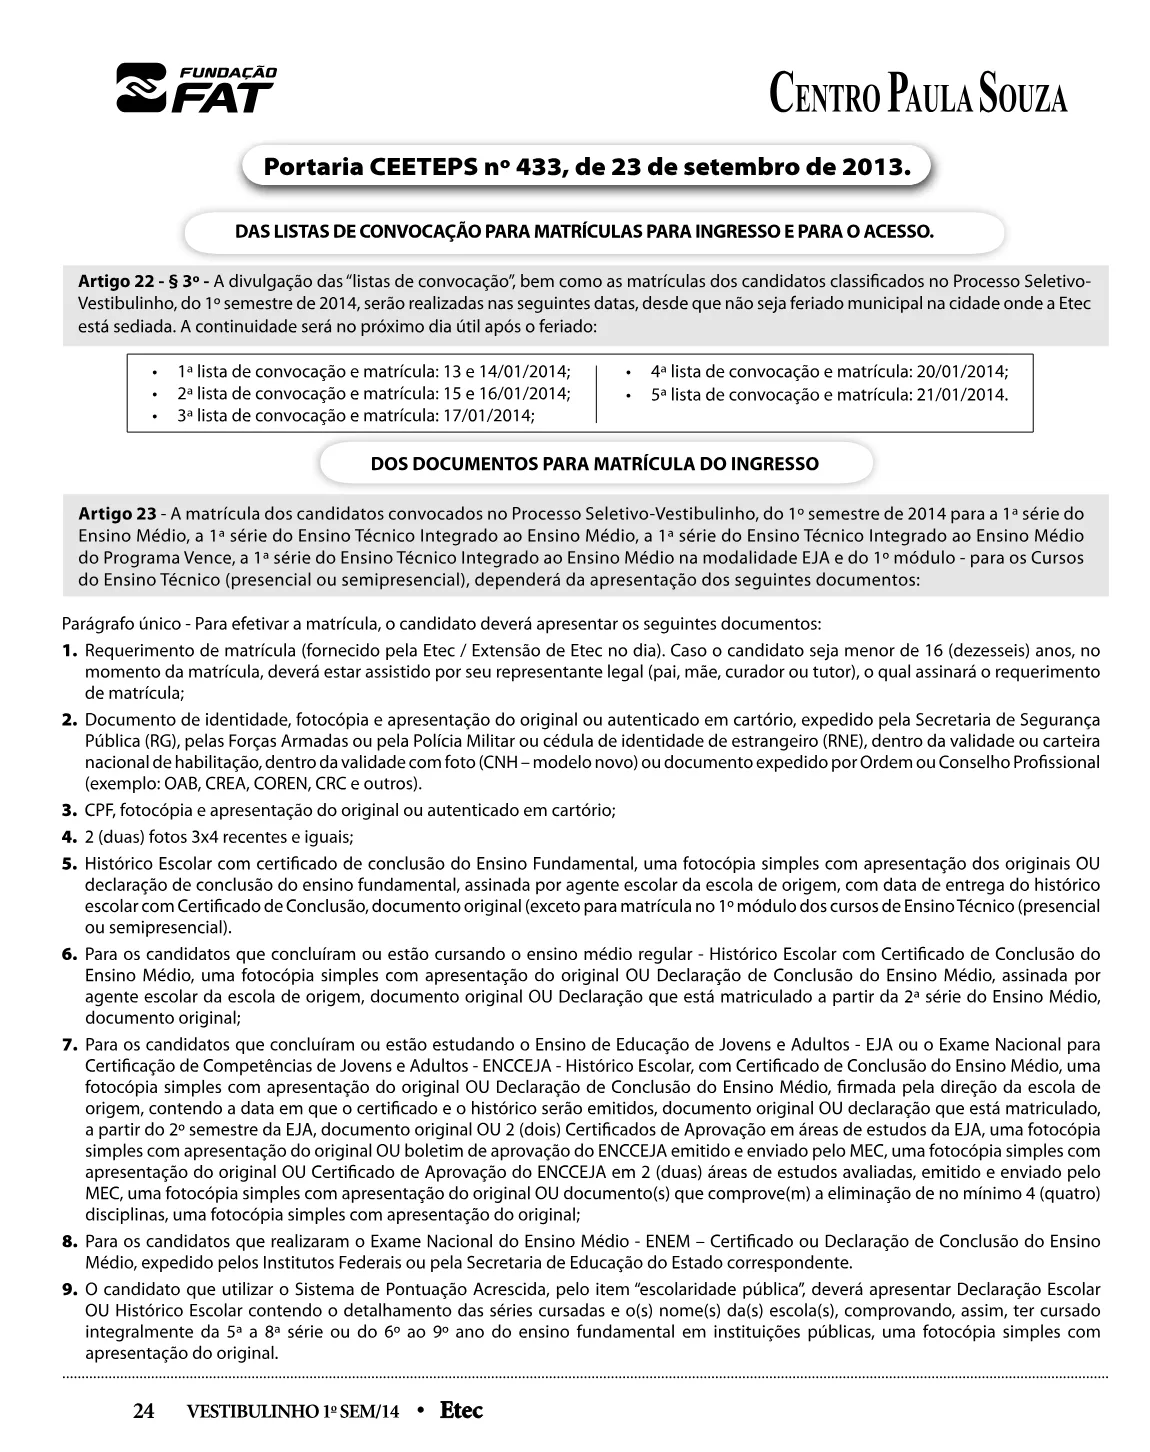 FUNDAÇÃO
FAT
CENTRO PAULA SOUZA
Portaria CEETEPS nº 433, de 23 de setembro de 2013.
DAS LISTAS DE CONVOCAÇÃO PARA MATRÍCULAS PARA INGRESSO E PARA O ACESSO.
Artigo 22 - § 3º - A divulgação das “listas de convocação”, bem como as matrículas dos candidatos classificados no Processo Seletivo-
Vestibulinho, do 1º semestre de 2014, serão realizadas nas seguintes datas, desde que não seja feriado municipal na cidade onde a Etec
está sediada. A continuidade será no próximo dia útil após o feriado:
• 1ª lista de convocação e matrícula: 13 e 14/01/2014;
• 2ª lista de convocação e matrícula: 15 e 16/01/2014;
• 3ª lista de convocação e matrícula: 17/01/2014;
• 4ª lista de convocação e matrícula: 20/01/2014;
• 5ª lista de convocação e matrícula: 21/01/2014.
DOS DOCUMENTOS PARA MATRÍCULA DO INGRESSO
Artigo 23 - A matrícula dos candidatos convocados no Processo Seletivo-Vestibulinho, do 1º semestre de 2014 para a 1ª série do
Ensino Médio, a 1ª série do Ensino Técnico Integrado ao Ensino Médio, a 1ª série do Ensino Técnico Integrado ao Ensino Médio
do Programa Vence, a 1ª série do Ensino Técnico Integrado ao Ensino Médio na modalidade EJA e do 1º módulo - para os Cursos
do Ensino Técnico (presencial ou semipresencial), dependerá da apresentação dos seguintes documentos:
Parágrafo único - Para efetivar a matrícula, o candidato deverá apresentar os seguintes documentos:
1. Requerimento de matrícula (fornecido pela Etec / Extensão de Etec no dia). Caso o candidato seja menor de 16 (dezesseis) anos, no
momento da matrícula, deverá estar assistido por seu representante legal (pai, mãe, curador ou tutor), o qual assinará o requerimento
de matrícula;
2. Documento de identidade, fotocópia e apresentação do original ou autenticado em cartório, expedido pela Secretaria de Segurança
Pública (RG), pelas Forças Armadas ou pela Polícia Militar ou cédula de identidade de estrangeiro (RNE), dentro da validade ou carteira
nacional de habilitação, dentro da validade com foto (CNH – modelo novo) ou documento expedido por Ordem ou Conselho Profissional
(exemplo: OAB, CREA, COREN, CRC e outros).
3. CPF, fotocópia e apresentação do original ou autenticado em cartório;
4. 2 (duas) fotos 3x4 recentes e iguais;
5. Histórico Escolar com certificado de conclusão do Ensino Fundamental, uma fotocópia simples com apresentação dos originais OU
declaração de conclusão do ensino fundamental, assinada por agente escolar da escola de origem, com data de entrega do histórico
escolar com Certificado de Conclusão, documento original (exceto para matrícula no 1º módulo dos cursos de Ensino Técnico (presencial
ou semipresencial).
6. Para os candidatos que concluíram ou estão cursando o ensino médio regular - Histórico Escolar com Certificado de Conclusão do
Ensino Médio, uma fotocópia simples com apresentação do original OU Declaração de Conclusão do Ensino Médio, assinada por
agente escolar da escola de origem, documento original OU Declaração que está matriculado a partir da 2ª série do Ensino Médio,
documento original;
7. Para os candidatos que concluíram ou estão estudando o Ensino de Educação de Jovens e Adultos - EJA ou o Exame Nacional para
Certificação de Competências de Jovens e Adultos - ENCCEJA - Histórico Escolar, com Certificado de Conclusão do Ensino Médio, uma
fotocópia simples com apresentação do original OU Declaração de Conclusão do Ensino Médio, firmada pela direção da escola de
origem, contendo a data em que o certificado e o histórico serão emitidos, documento original OU declaração que está matriculado,
a partir do 2º semestre da EJA, documento original OU 2 (dois) Certificados de Aprovação em áreas de estudos da EJA, uma fotocópia
simples com apresentação do original OU boletim de aprovação do ENCCEJA emitido e enviado pelo MEC, uma fotocópia simples com
apresentação do original OU Certificado de Aprovação do ENCCEJA em 2 (duas) áreas de estudos avaliadas, emitido e enviado pelo
MEC, uma fotocópia simples com apresentação do original OU documento(s) que comprove(m) a eliminação de no mínimo 4 (quatro)
disciplinas, uma fotocópia simples com apresentação do original;
8. Para os candidatos que realizaram o Exame Nacional do Ensino Médio - ENEM – Certificado ou Declaração de Conclusão do Ensino
Médio, expedido pelos Institutos Federais ou pela Secretaria de Educação do Estado correspondente.
9. O candidato que utilizar o Sistema de Pontuação Acrescida, pelo item “escolaridade pública”, deverá apresentar Declaração Escolar
OU Histórico Escolar contendo o detalhamento das séries cursadas e o(s) nome(s) da(s) escola(s), comprovando, assim, ter cursado
integralmente da 5ª a 8ª série ou do 6º ao 9º ano do ensino fundamental em instituições públicas, uma fotocópia simples com
apresentação do original.
24 VESTIBULINHO 1º SEM/14 • Etec